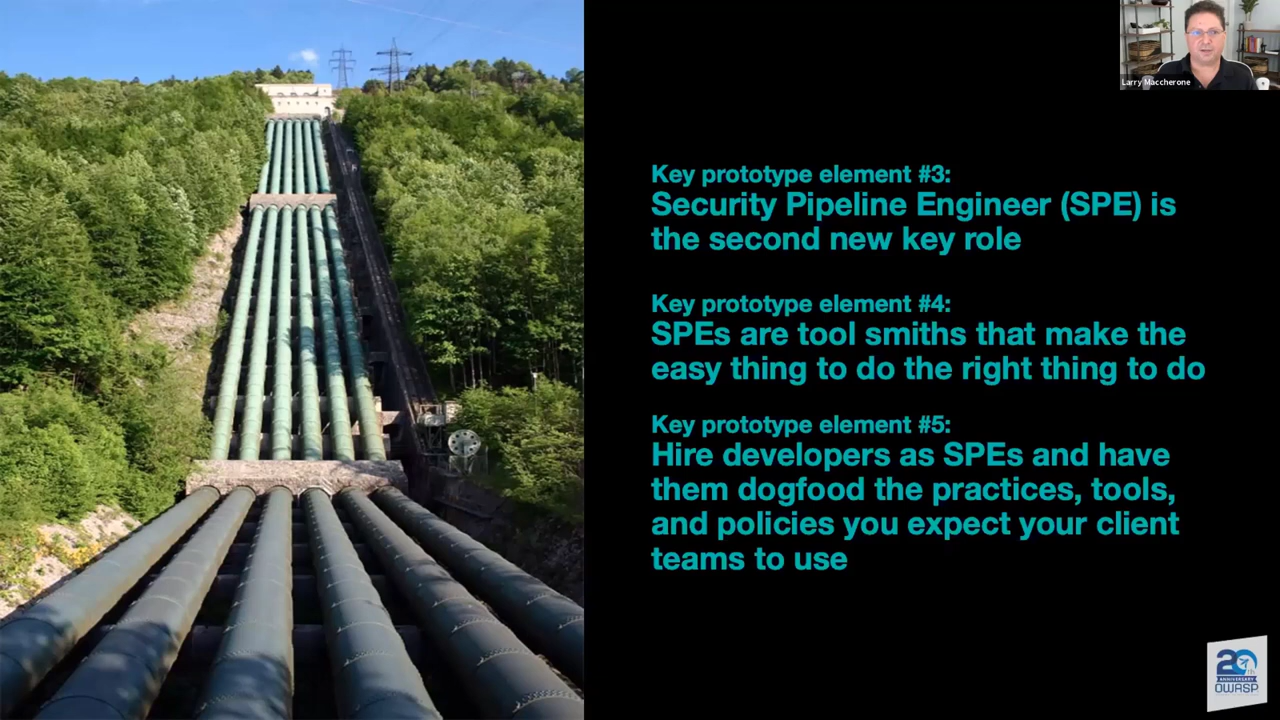 Larry Maccherone
Key prototype element #3:
Security Pipeline Engineer (SPE) is
the second new key role
Key prototype element #4:
SPEs are tool smiths that make the
easy thing to do the right thing to do
Key prototype element #5:
Hire developers as SPEs and have
them dogfood the practices, tools,
and policies you expect your client
teams to use
20th
ANNIVERSARY
OWASP